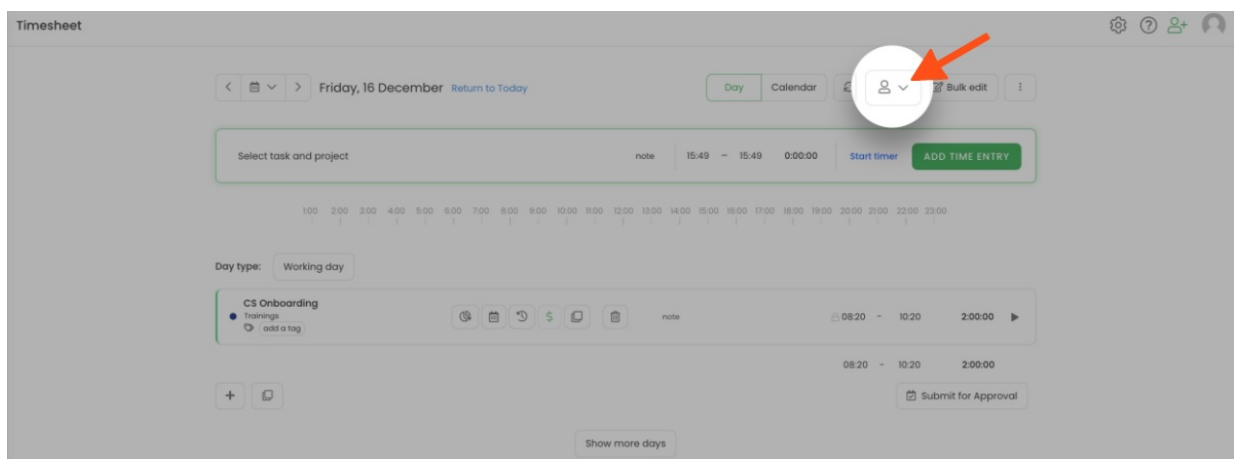 Timesheet
Friday, 16 December Return to Today Day Calendar Bulk edit
Select task and project note 15:49 – 15:49 0:00:00 Start timer ADD TIME ENTRY
1:00 2:00 3:00 4:00 5:00 6:00 7:00 8:00 9:00 10:00 11:00 12:00 13:00 14:00 15:00 16:00 17:00 18:00 19:00 20:00 21:00 22:00 23:00
Day type: Working day
CS Onboarding
Trainings note 08:20 – 10:20 2:00:00
add a tag
08:20 – 10:20 2:00:00
Submit for Approval
Show more days